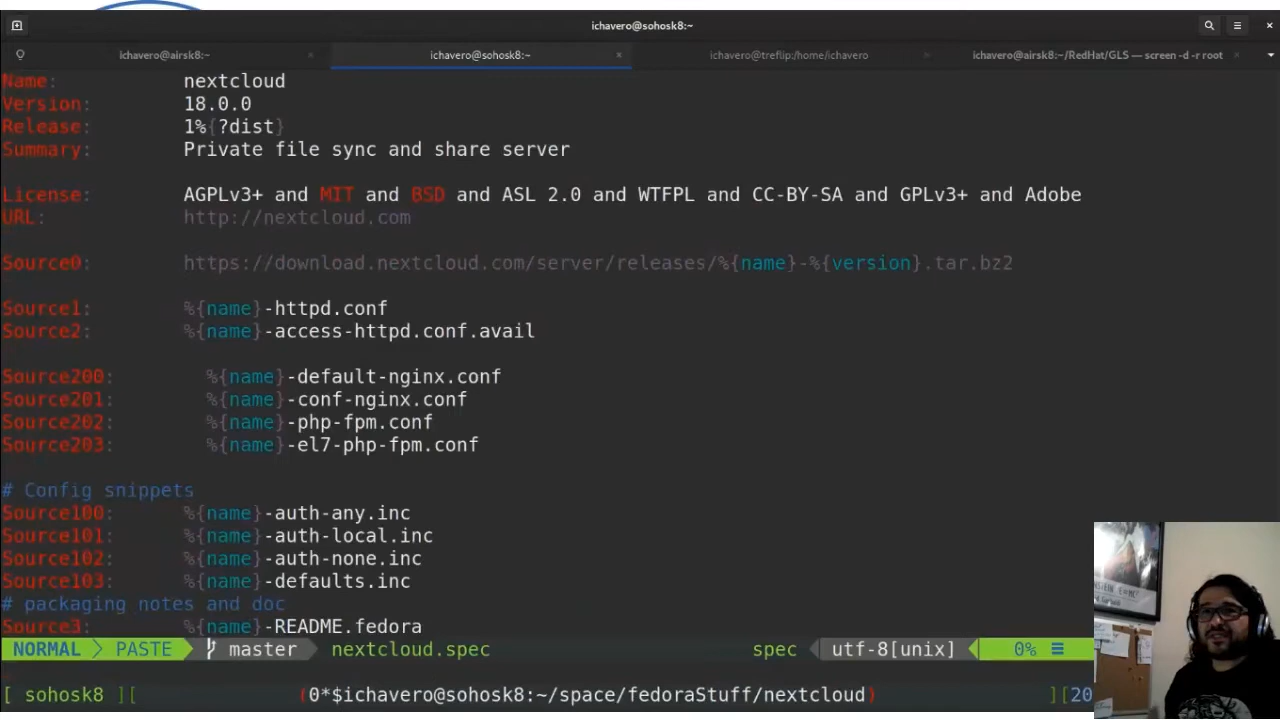 ichavero@sohosk8:~
ichavero@airsk8:~ × ichavero@sohosk8:~ × ichavero@treflip:/home/ichavero × ichavero@airsk8:~/RedHat/GLS — screen -d -r root ×
Name: nextcloud
Version: 18.0.0
Release: 1%{?dist}
Summary: Private file sync and share server
License: AGPLv3+ and MIT and BSD and ASL 2.0 and WTFPL and CC-BY-SA and GPLv3+ and Adobe
URL: http://nextcloud.com
Source0: https://download.nextcloud.com/server/releases/%{name}-%{version}.tar.bz2
Source1: %{name}-httpd.conf
Source2: %{name}-access-httpd.conf.avail
Source200: %{name}-default-nginx.conf
Source201: %{name}-conf-nginx.conf
Source202: %{name}-php-fpm.conf
Source203: %{name}-el7-php-fpm.conf
# Config snippets
Source100: %{name}-auth-any.inc
Source101: %{name}-auth-local.inc
Source102: %{name}-auth-none.inc
Source103: %{name}-defaults.inc
# packaging notes and doc
Source3: %{name}-README.fedora
NORMAL > PASTE master nextcloud.spec spec utf-8[unix] 0% ☰
[ sohosk8 ][ (0*$ichavero@sohosk8:~/space/fedoraStuff/nextcloud) ][20